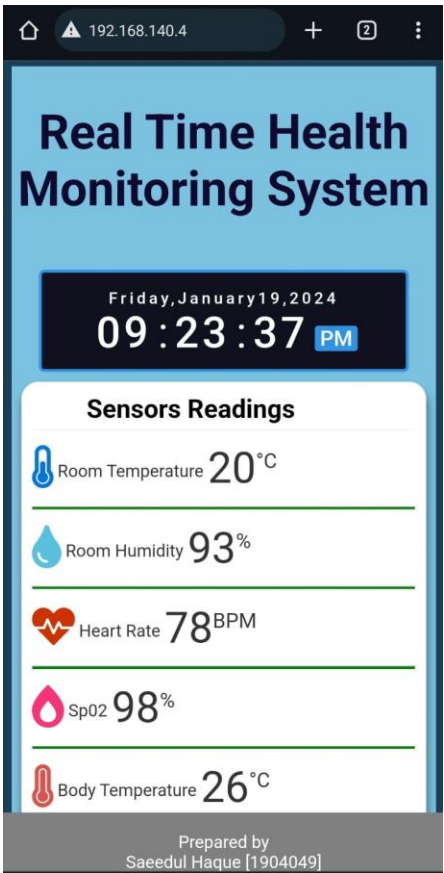 192.168.140.4
2
Real Time Health
Monitoring System
Friday,January19,2024
09:23:37 PM
Sensors Readings
Room Temperature 20°C
Room Humidity 93%
Heart Rate 78BPM
Sp02 98%
Body Temperature 26°C
Prepared by
Saeedul Haque [1904049]